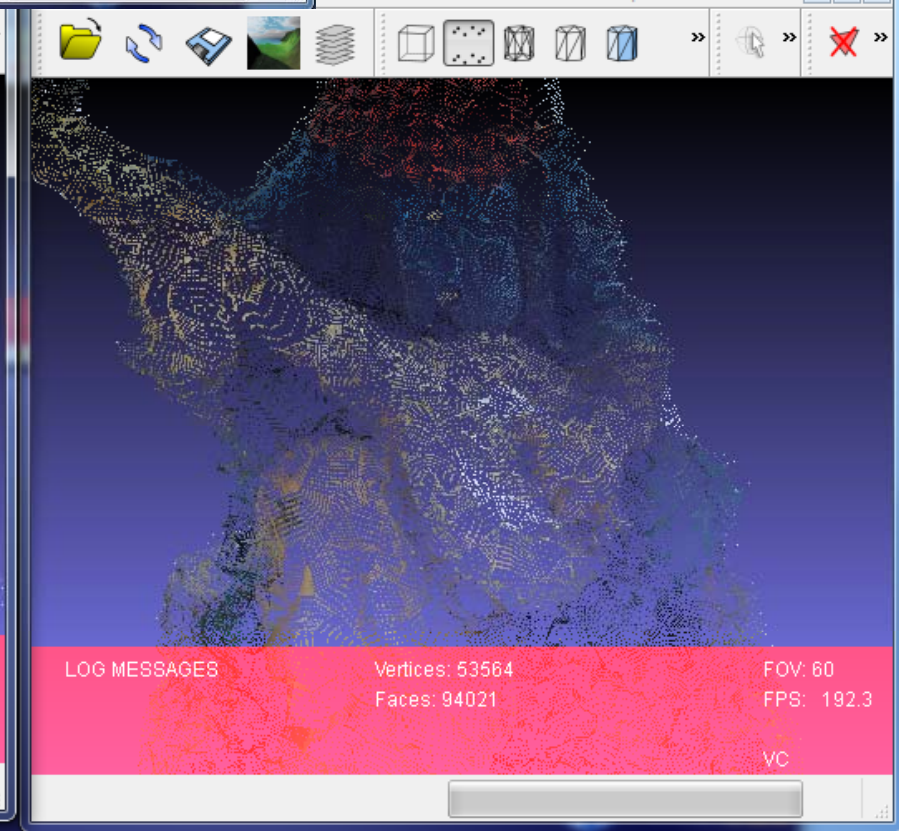 LOG MESSAGES
Vertices: 53564
Faces: 94021
FOV: 60
FPS: 192.3
VC